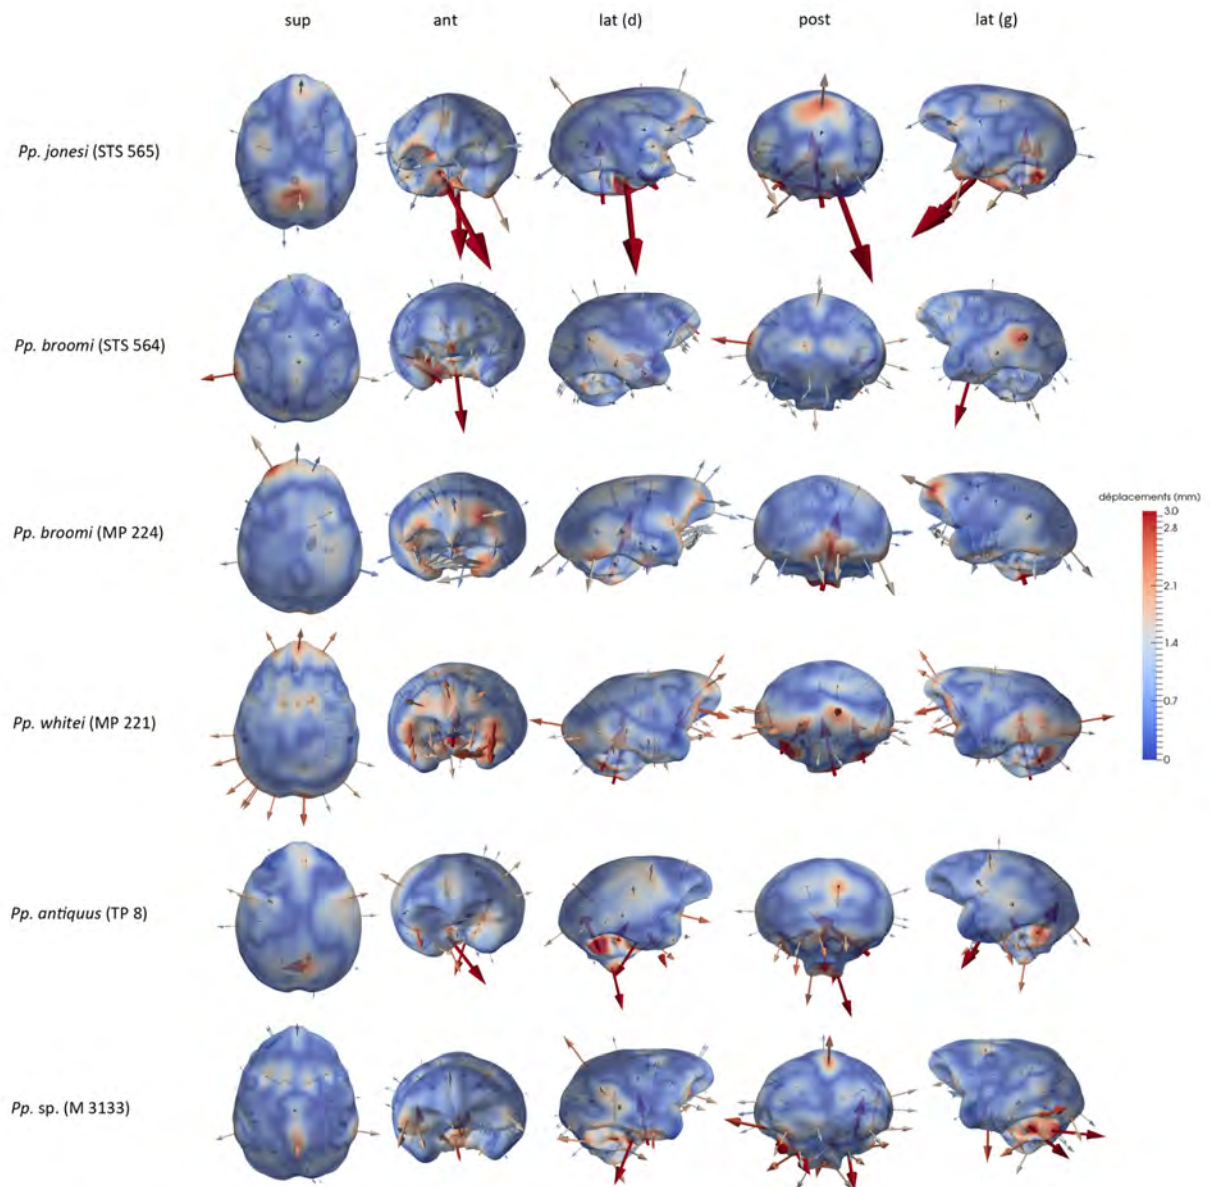 sup ant lat (d) post lat (g)
Pp. jonesi (STS 565)
Pp. broomi (STS 564)
Pp. broomi (MP 224)
déplacements (mm)
3.0
2.8
2.1
1.4
0.7
0
Pp. whitei (MP 221)
Pp. antiquus (TP 8)
Pp. sp. (M 3133)